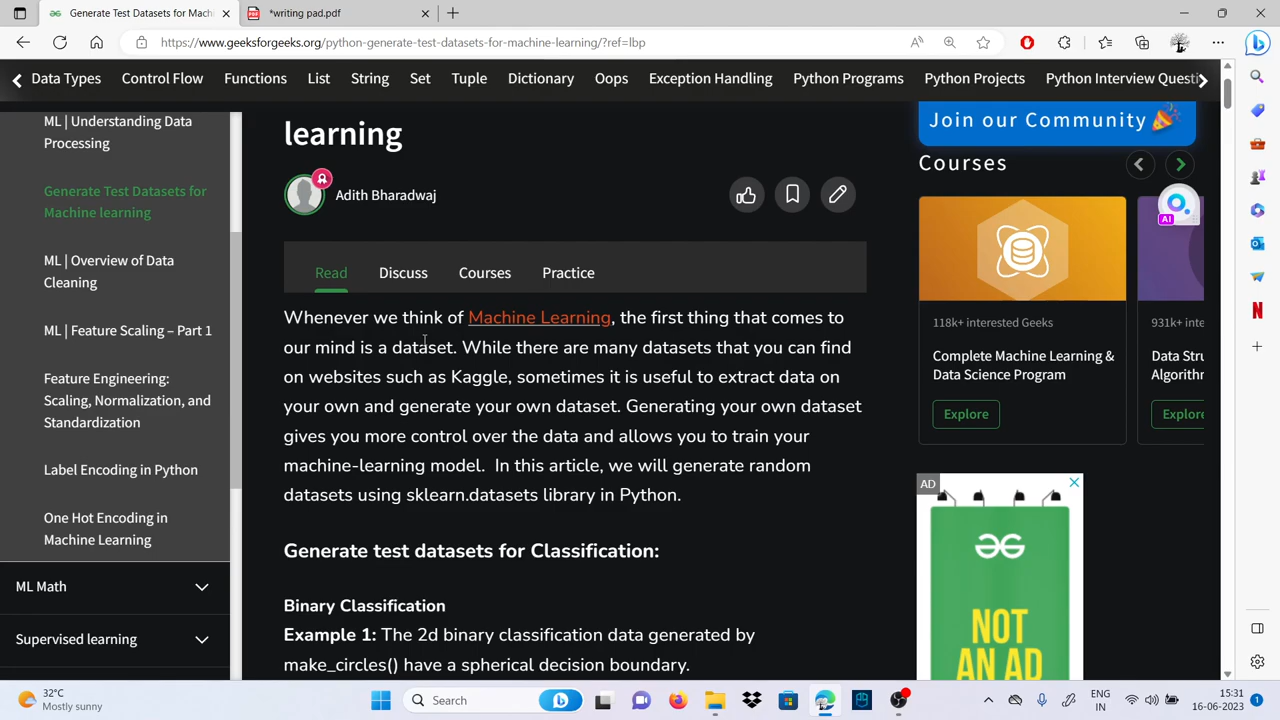 Generate Test Datasets for Machi
*writing pad.pdf
https://www.geeksforgeeks.org/python-generate-test-datasets-for-machine-learning/?ref=lbp
Data Types
Control Flow
Functions
List
String
Set
Tuple
Dictionary
Oops
Exception Handling
Python Programs
Python Projects
Python Interview Questi
ML | Understanding Data
Processing
Generate Test Datasets for
Machine learning
ML | Overview of Data
Cleaning
ML | Feature Scaling – Part 1
Feature Engineering:
Scaling, Normalization, and
Standardization
Label Encoding in Python
One Hot Encoding in
Machine Learning
ML Math
Supervised learning
learning
Adith Bharadwaj
Read
Discuss
Courses
Practice
Whenever we think of Machine Learning, the first thing that comes to
our mind is a dataset. While there are many datasets that you can find
on websites such as Kaggle, sometimes it is useful to extract data on
your own and generate your own dataset. Generating your own dataset
gives you more control over the data and allows you to train your
machine-learning model.  In this article, we will generate random
datasets using sklearn.datasets library in Python.
Generate test datasets for Classification:
Binary Classification
Example 1: The 2d binary classification data generated by
make_circles() have a spherical decision boundary.
Join our Community 🎉
Courses
AI
118k+ interested Geeks
Complete Machine Learning &
Data Science Program
Explore
931k+ inter
Data Stru
Algorithm
Explore
AD
NOT
AN AD
32°C
Mostly sunny
Search
ENG
IN
15:31
16-06-2023
1